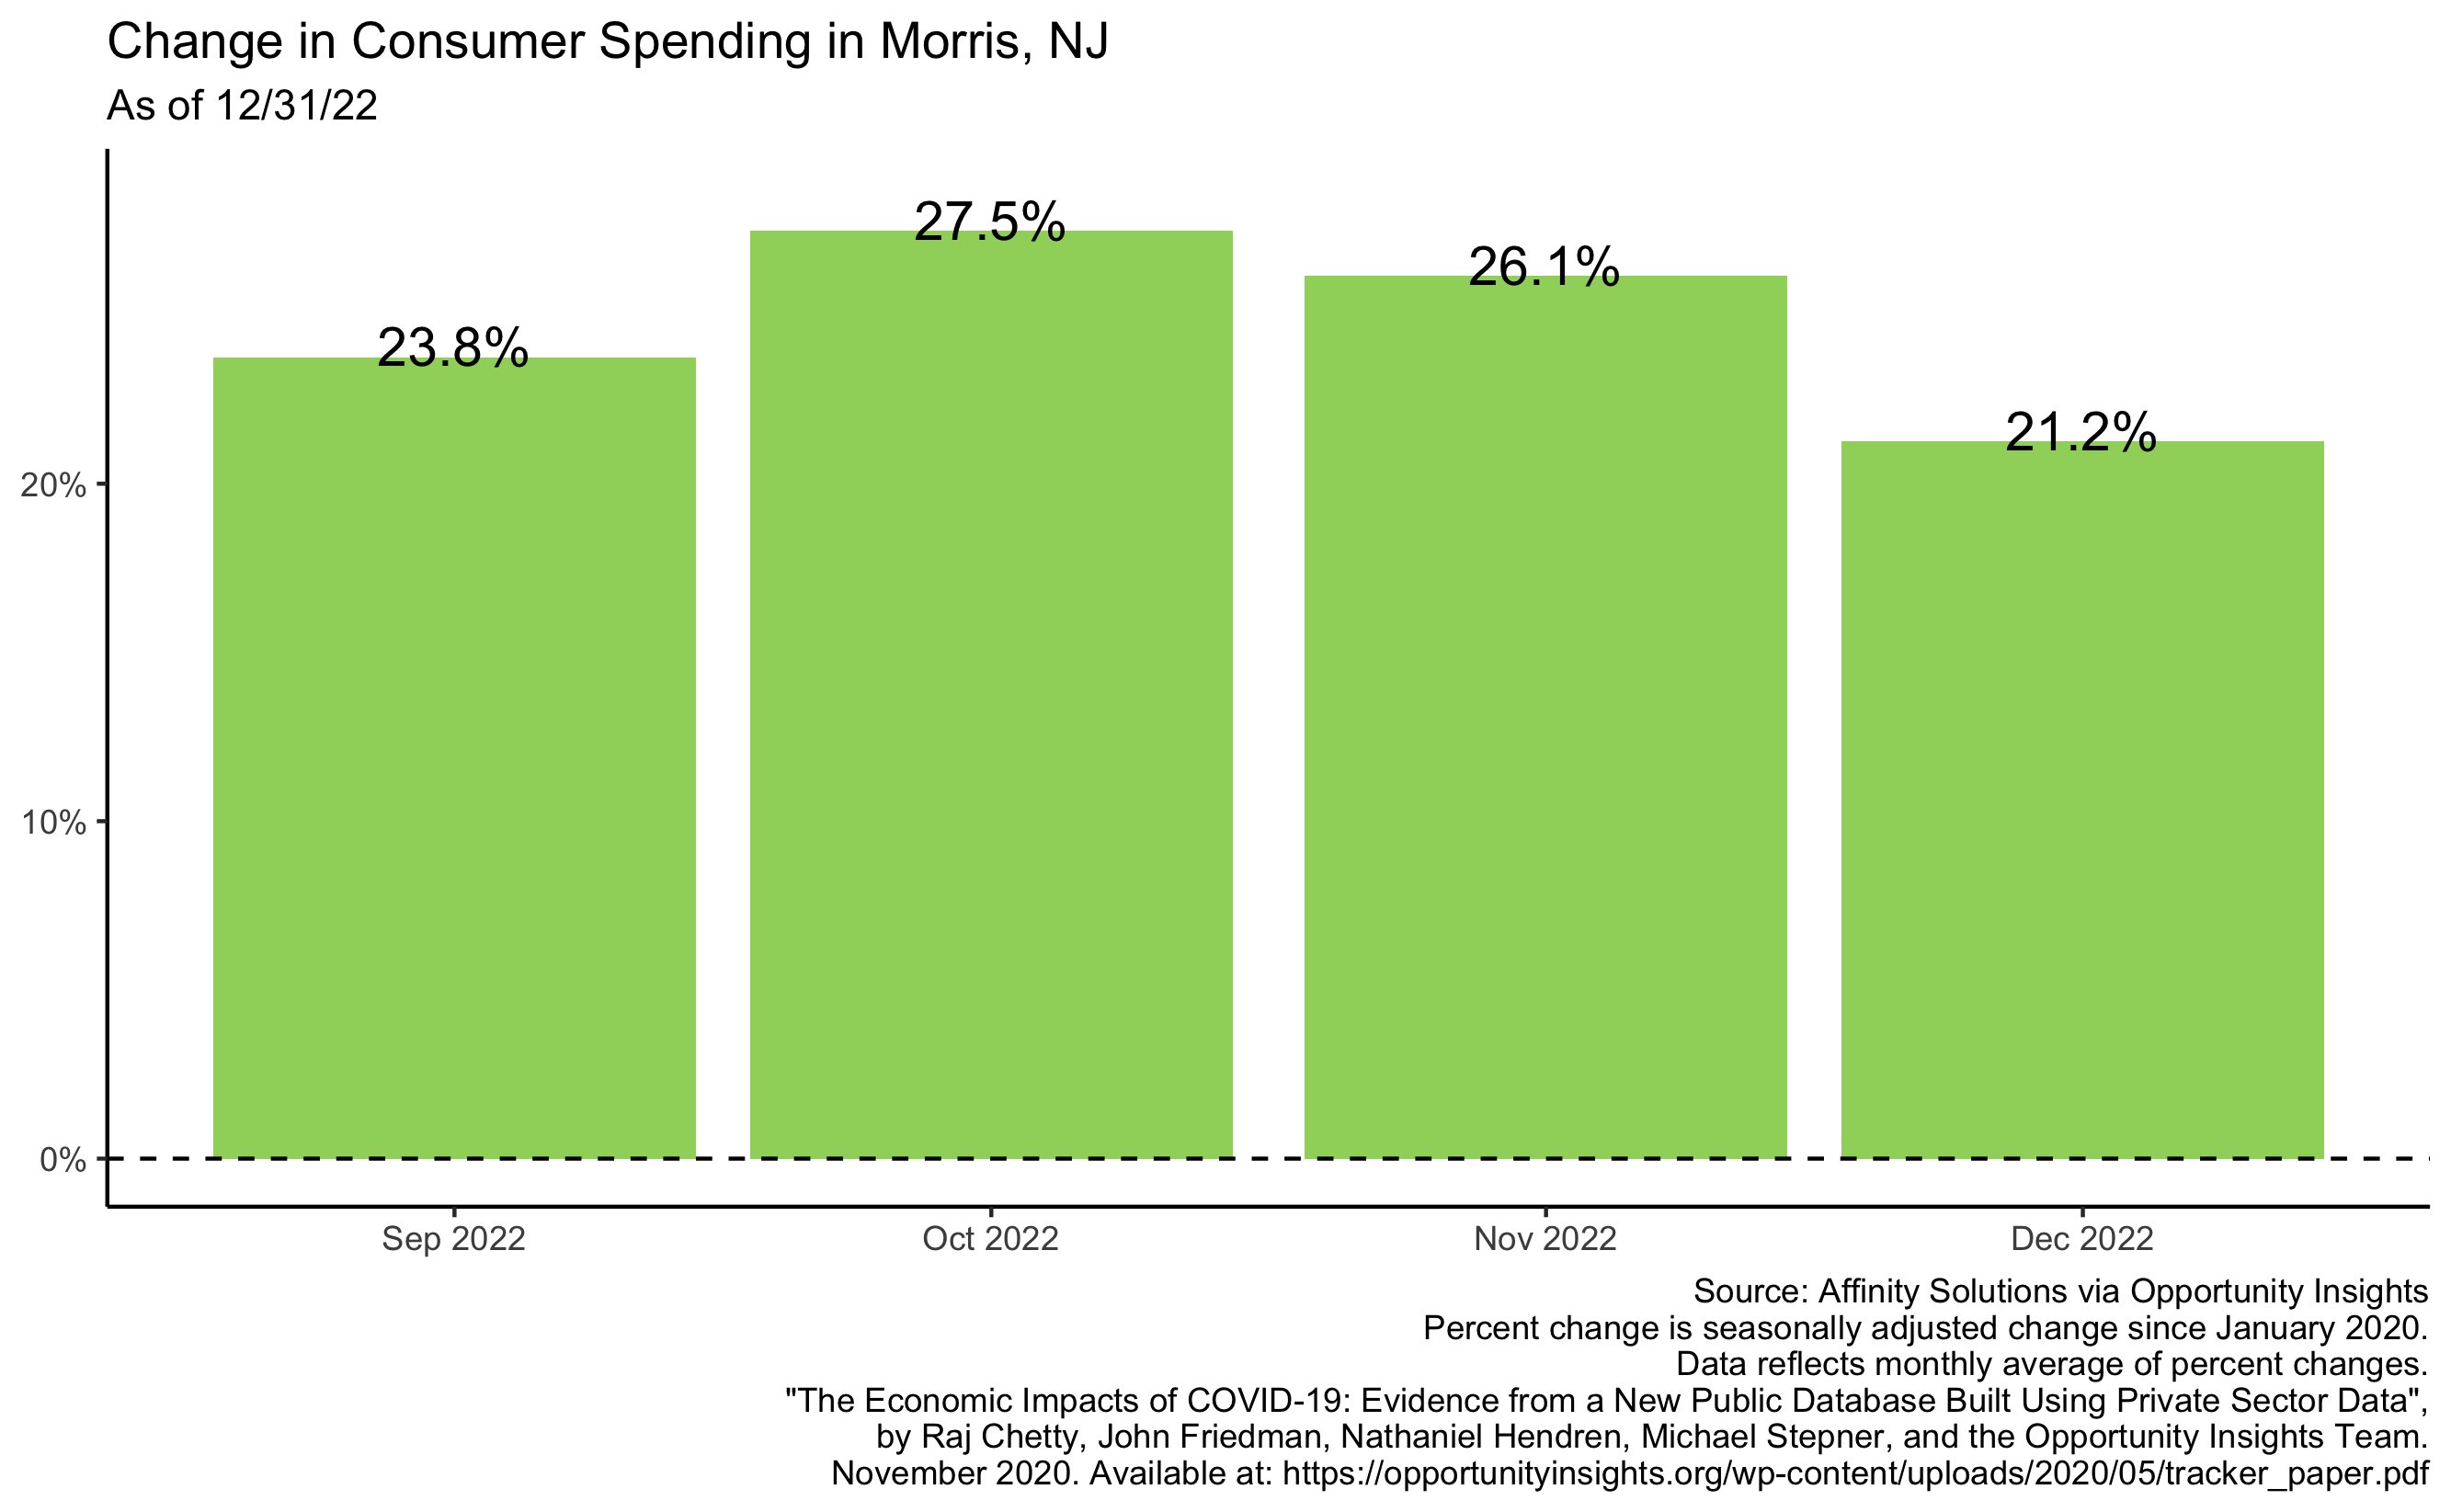 Change in Consumer Spending in Morris, NJ
As of 12/31/22
27.5%
26.1%
23.8%
21.2%
20%
10%
0%
Sep 2022 Oct 2022 Nov 2022 Dec 2022
Source: Affinity Solutions via Opportunity Insights
Percent change is seasonally adjusted change since January 2020.
Data reflects monthly average of percent changes.
"The Economic Impacts of COVID-19: Evidence from a New Public Database Built Using Private Sector Data",
by Raj Chetty, John Friedman, Nathaniel Hendren, Michael Stepner, and the Opportunity Insights Team.
November 2020. Available at: https://opportunityinsights.org/wp-content/uploads/2020/05/tracker_paper.pdf